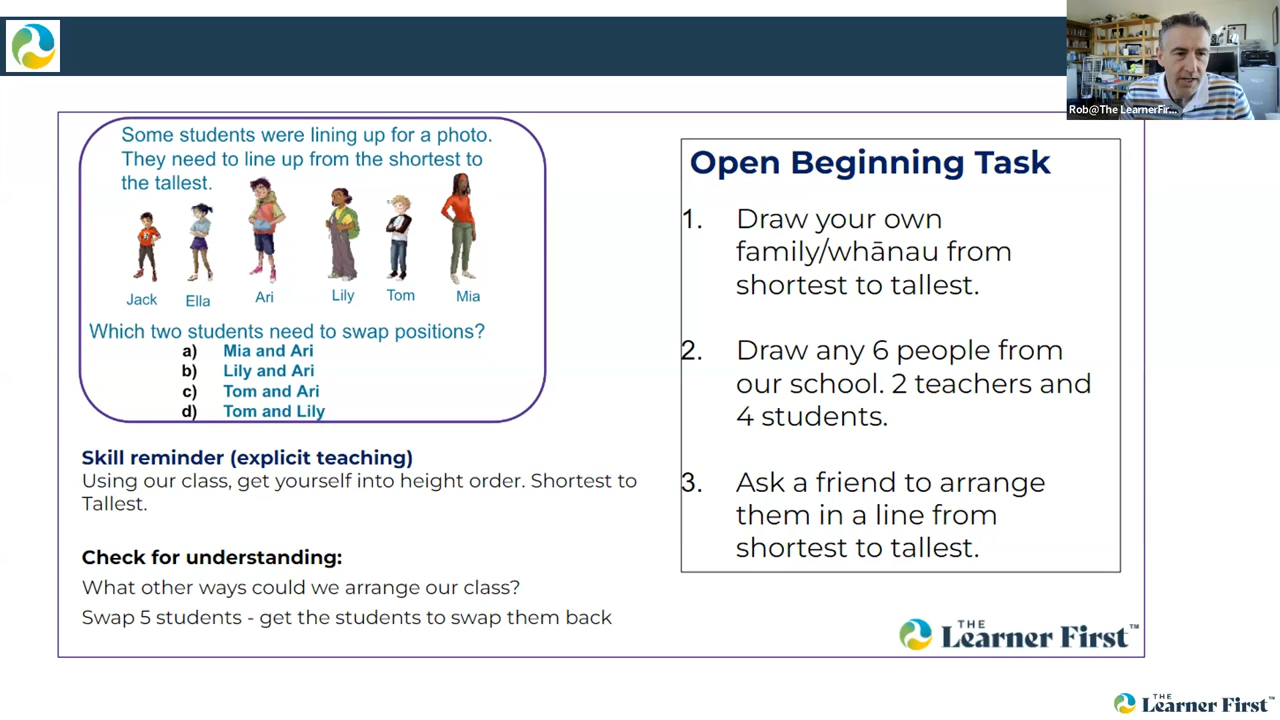 Rob@The LearnerFir...
Some students were lining up for a photo.
They need to line up from the shortest to
the tallest.
Jack
Ella
Ari
Lily
Tom
Mia
Which two students need to swap positions?
a) Mia and Ari
b) Lily and Ari
c) Tom and Ari
d) Tom and Lily
Skill reminder (explicit teaching)
Using our class, get yourself into height order. Shortest to
Tallest.
Check for understanding:
What other ways could we arrange our class?
Swap 5 students - get the students to swap them back
Open Beginning Task
1. Draw your own
family/whānau from
shortest to tallest.
2. Draw any 6 people from
our school. 2 teachers and
4 students.
3. Ask a friend to arrange
them in a line from
shortest to tallest.
THE
Learner First™
THE
Learner First™